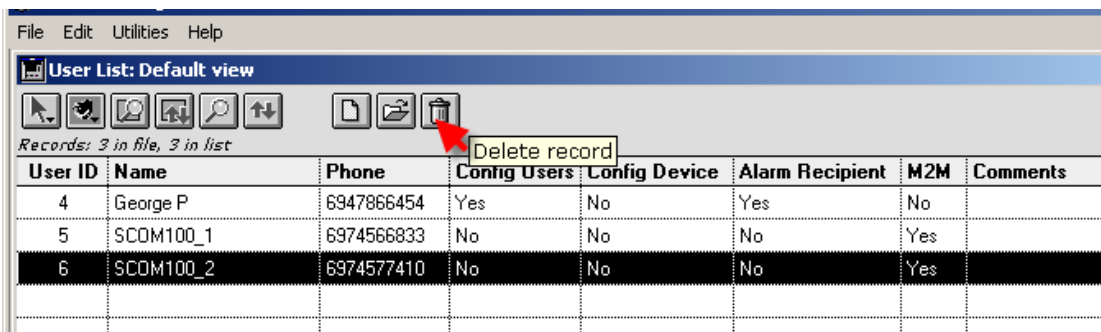 File Edit Utilities Help
User List: Default view
Records: 3 in file, 3 in list
Delete record
User ID Name Phone Config Users Config Device Alarm Recipient M2M Comments
4 George P 6947866454 Yes No Yes No
5 SCOM100_1 6974566833 No No No Yes
6 SCOM100_2 6974577410 No No No Yes